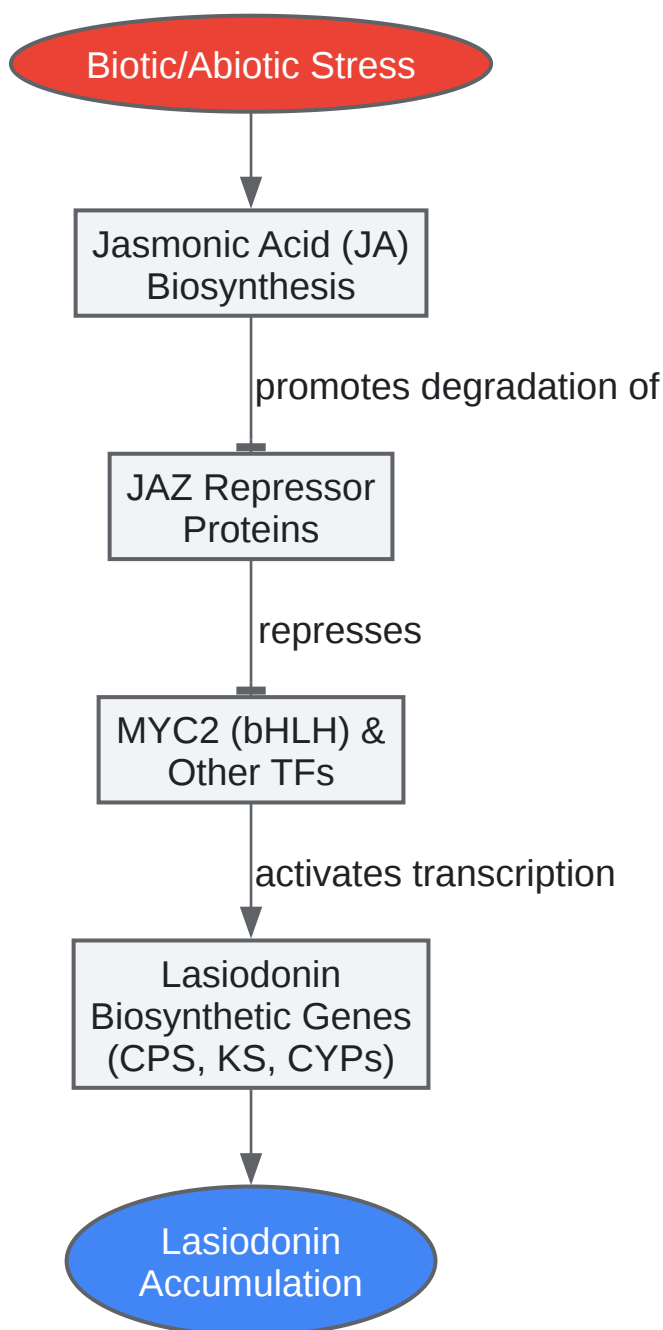 Biotic/Abiotic Stress
Jasmonic Acid (JA)
Biosynthesis
promotes degradation of
JAZ Repressor
Proteins
represses
MYC2 (bHLH) &
Other TFs
activates transcription
Lasiodonin
Biosynthetic Genes
(CPS, KS, CYPs)
Lasiodonin
Accumulation